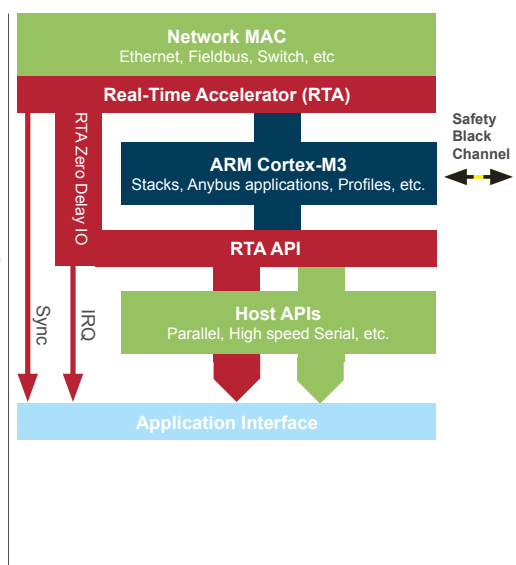 Network MAC
Ethernet, Fieldbus, Switch, etc
Real-Time Accelerator (RTA)
RTA Zero Delay IO
Safety
Black
Channel
ARM Cortex-M3
Stacks, Anybus applications, Profiles, etc.
RTA API
Sync
IRQ
Host APIs
Parallel, High speed Serial, etc.
Application Interface